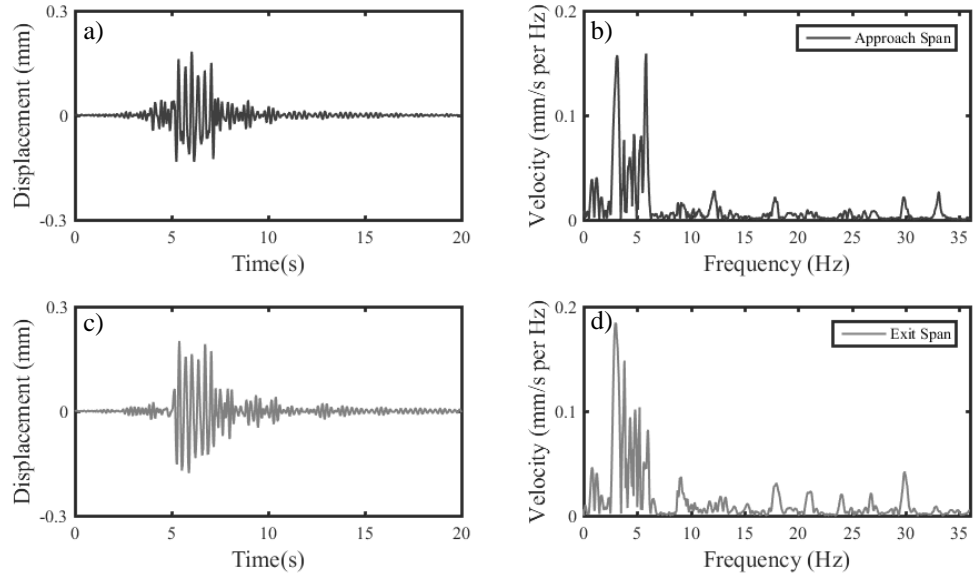 a)
Displacement (mm)
0.3
0
-0.3
0 5 10 15 20
Time(s)
b)
Approach Span
Velocity (mm/s per Hz)
0.2
0.1
0
0 5 10 15 20 25 30 35
Frequency (Hz)
c)
Displacement (mm)
0.3
0
-0.3
0 5 10 15 20
Time(s)
d)
Exit Span
Velocity (mm/s per Hz)
0.2
0.1
0
0 5 10 15 20 25 30 35
Frequency (Hz)